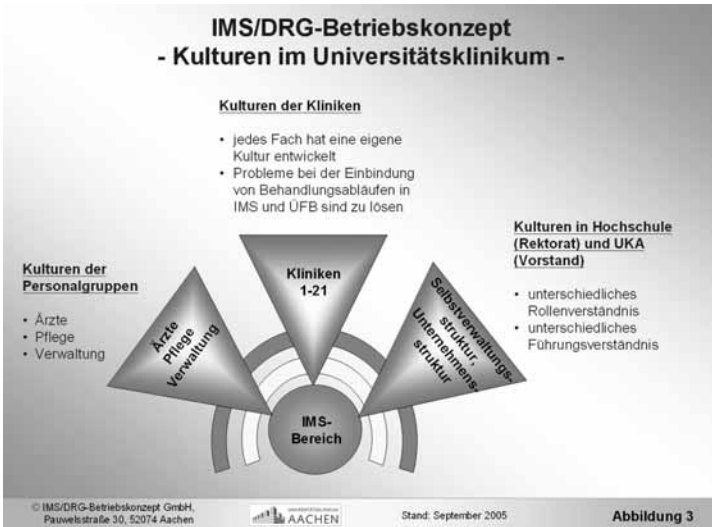 IMS/DRG-Betriebskonzept
- Kulturen im Universitätsklinikum -
Kulturen der Kliniken
• jedes Fach hat eine eigene
Kultur entwickelt
• Probleme bei der Einbindung
von Behandlungsabläufen in
IMS und ÜFB sind zu lösen
Kulturen in Hochschule
(Rektorat) und UKA
(Vorstand)
• unterschiedliches
Rollenverständnis
• unterschiedliches
Führungsverständnis
Kulturen der
Personalgruppen
• Ärzte
• Pflege
• Verwaltung
Ärzte
Pflege
Verwaltung
Kliniken
1-21
Selbstverwaltungs-
struktur,
Unternehmens-
struktur
IMS-
Bereich
© IMS/DRG-Betriebskonzept GmbH,
Pauwelsstraße 30, 52074 Aachen
UNIVERSITÄTSKLINIKUM
AACHEN
Stand: September 2005
Abbildung 3